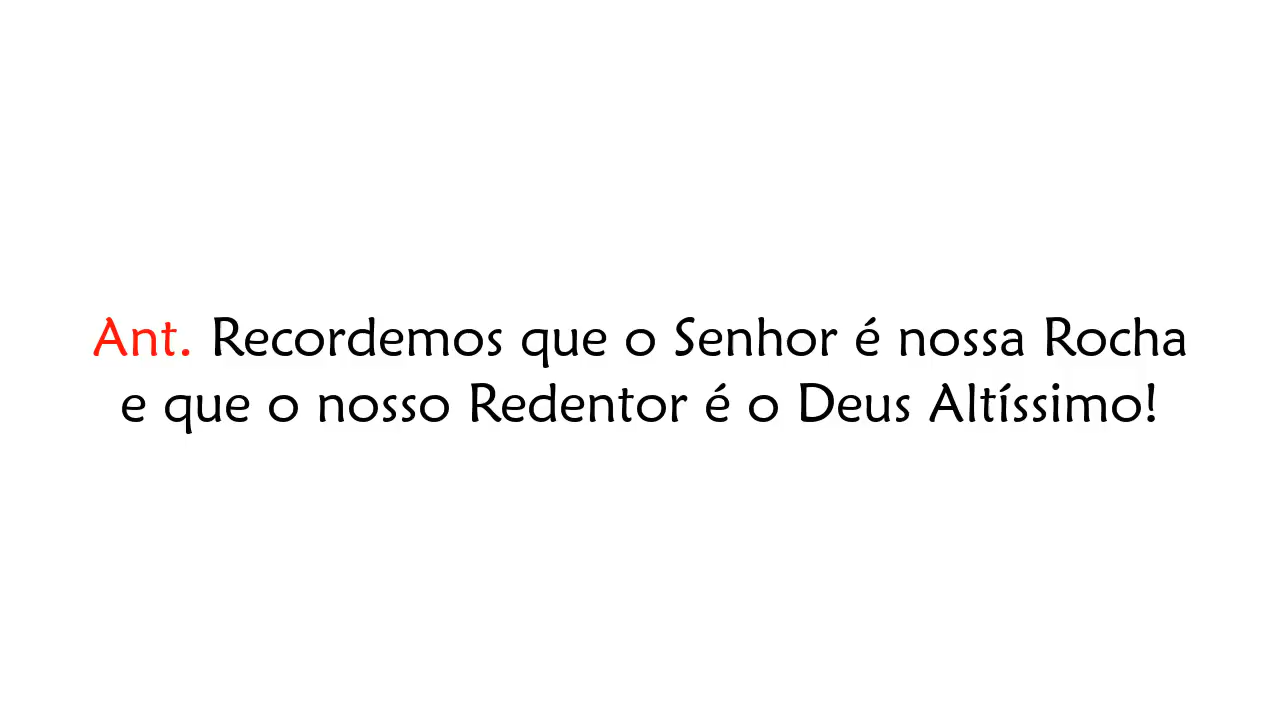 Ant. Recordemos que o Senhor é nossa Rocha
e que o nosso Redentor é o Deus Altíssimo!